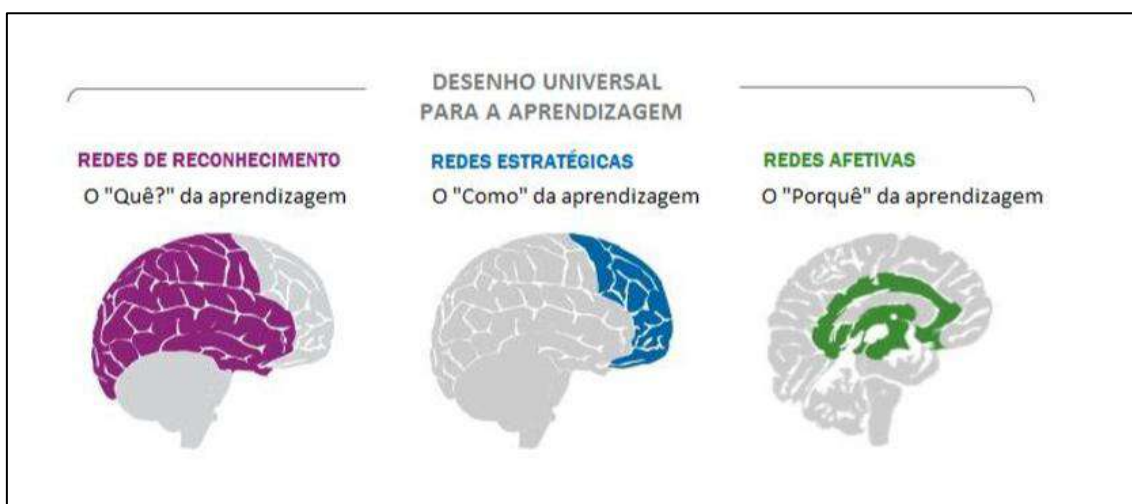 DESENHO UNIVERSAL
PARA A APRENDIZAGEM
REDES DE RECONHECIMENTO
O "Quê?" da aprendizagem
REDES ESTRATÉGICAS
O "Como" da aprendizagem
REDES AFETIVAS
O "Porquê" da aprendizagem